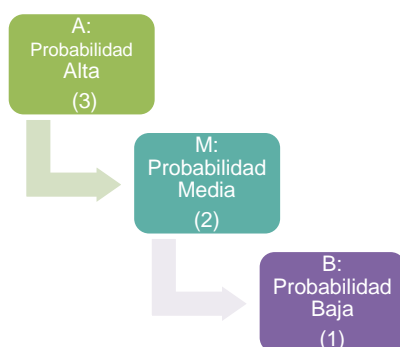 A:
Probabilidad
Alta
(3)
M:
Probabilidad
Media
(2)
B:
Probabilidad
Baja
(1)